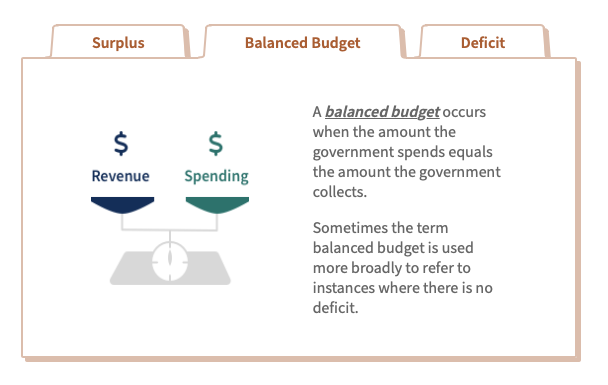 Surplus
Balanced Budget
Deficit
$
$
Revenue
Spending
A balanced budget occurs
when the amount the
government spends equals
the amount the government
collects.
Sometimes the term
balanced budget is used
more broadly to refer to
instances where there is no
deficit.